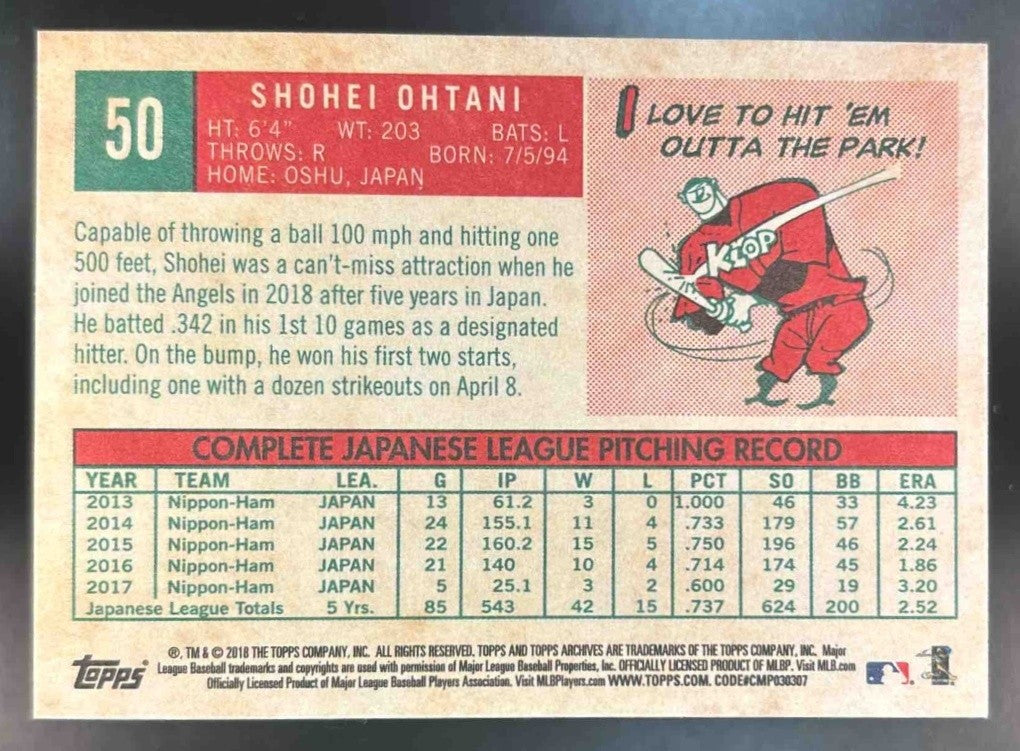 50
SHOHEI OHTANI
HT: 6'4" WT: 203 BATS: L
THROWS: R BORN: 7/5/94
HOME: OSHU, JAPAN
I LOVE TO HIT 'EM
OUTTA THE PARK!
KLOP
Capable of throwing a ball 100 mph and hitting one
500 feet, Shohei was a can't-miss attraction when he
joined the Angels in 2018 after five years in Japan.
He batted .342 in his 1st 10 games as a designated
hitter. On the bump, he won his first two starts,
including one with a dozen strikeouts on April 8.
COMPLETE JAPANESE LEAGUE PITCHING RECORD
YEAR TEAM LEA. G IP W L PCT SO BB ERA
2013 Nippon-Ham JAPAN 13 61.2 3 0 1.000 46 33 4.23
2014 Nippon-Ham JAPAN 24 155.1 11 4 .733 179 57 2.61
2015 Nippon-Ham JAPAN 22 160.2 15 5 .750 196 46 2.24
2016 Nippon-Ham JAPAN 21 140 10 4 .714 174 45 1.86
2017 Nippon-Ham JAPAN 5 25.1 3 2 .600 29 19 3.20
Japanese League Totals 5 Yrs. 85 543 42 15 .737 624 200 2.52
topps
®, TM & © 2018 THE TOPPS COMPANY, INC. ALL RIGHTS RESERVED. TOPPS AND TOPPS ARCHIVES ARE TRADEMARKS OF THE TOPPS COMPANY, INC. Major
League Baseball trademarks and copyrights are used with permission of Major League Baseball Properties, Inc. OFFICIALLY LICENSED PRODUCT OF MLBP. Visit MLB.com
Officially Licensed Product of Major League Baseball Players Association. Visit MLBPlayers.com WWW.TOPPS.COM. CODE#CMP030307